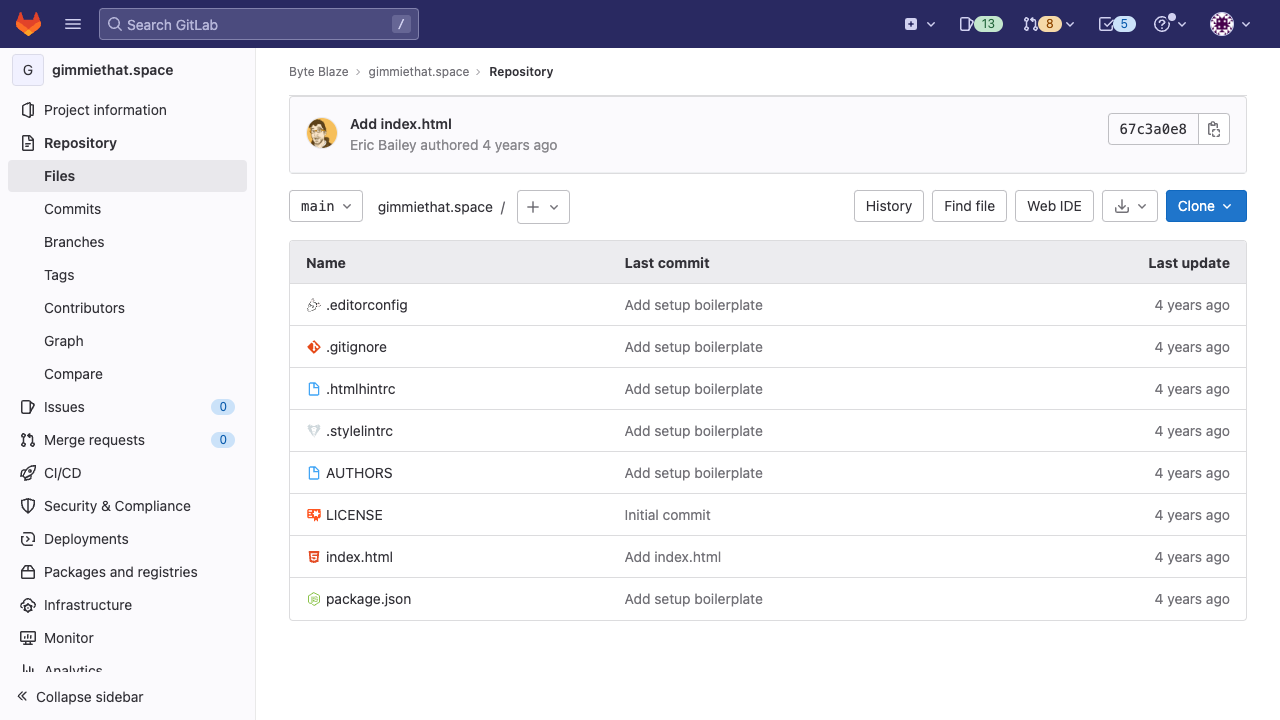 Search GitLab /
13
8
5
G gimmiethat.space
Project information
Repository
Files
Commits
Branches
Tags
Contributors
Graph
Compare
Issues 0
Merge requests 0
CI/CD
Security & Compliance
Deployments
Packages and registries
Infrastructure
Monitor
Analytics
Collapse sidebar
Byte Blaze > gimmiethat.space > Repository
Add index.html
Eric Bailey authored 4 years ago
67c3a0e8
main gimmiethat.space / + History Find file Web IDE Clone
Name Last commit Last update
.editorconfig Add setup boilerplate 4 years ago
.gitignore Add setup boilerplate 4 years ago
.htmlhintrc Add setup boilerplate 4 years ago
.stylelintrc Add setup boilerplate 4 years ago
AUTHORS Add setup boilerplate 4 years ago
LICENSE Initial commit 4 years ago
index.html Add index.html 4 years ago
package.json Add setup boilerplate 4 years ago